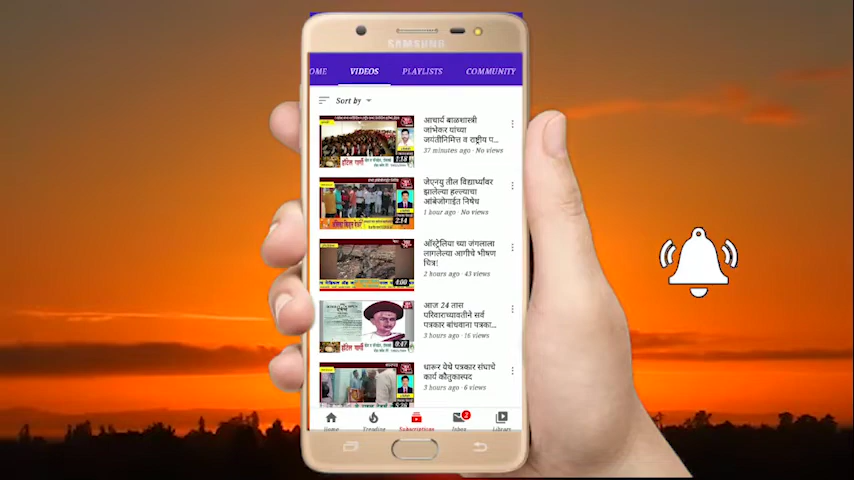 SAMSUNG
OME VIDEOS PLAYLISTS COMMUNITY
Sort by
आचार्य बाळशास्त्री
जांभेकर यांच्या
जयंतीनिमित्त व राष्ट्रीय प...
37 minutes ago · No views
1:18
जेएनयु तील विद्यार्थ्यांवर
झालेल्या हल्ल्याचा
आंबेजोगाईत निषेध
1 hour ago · No views
2:14
ऑस्ट्रेलिया च्या जंगलाला
लागलेल्या आगीचे भीषण
चित्र!
2 hours ago · 43 views
4:00
आज 24 तास
परिवाराच्यावतीने सर्व
पत्रकार बांधवाना पत्रका...
3 hours ago · 16 views
0:47
धारूर येथे पत्रकार संघाचे
कार्य कौतुकास्पद
3 hours ago · 6 views
Home Trending Subscriptions Inbox Library
2